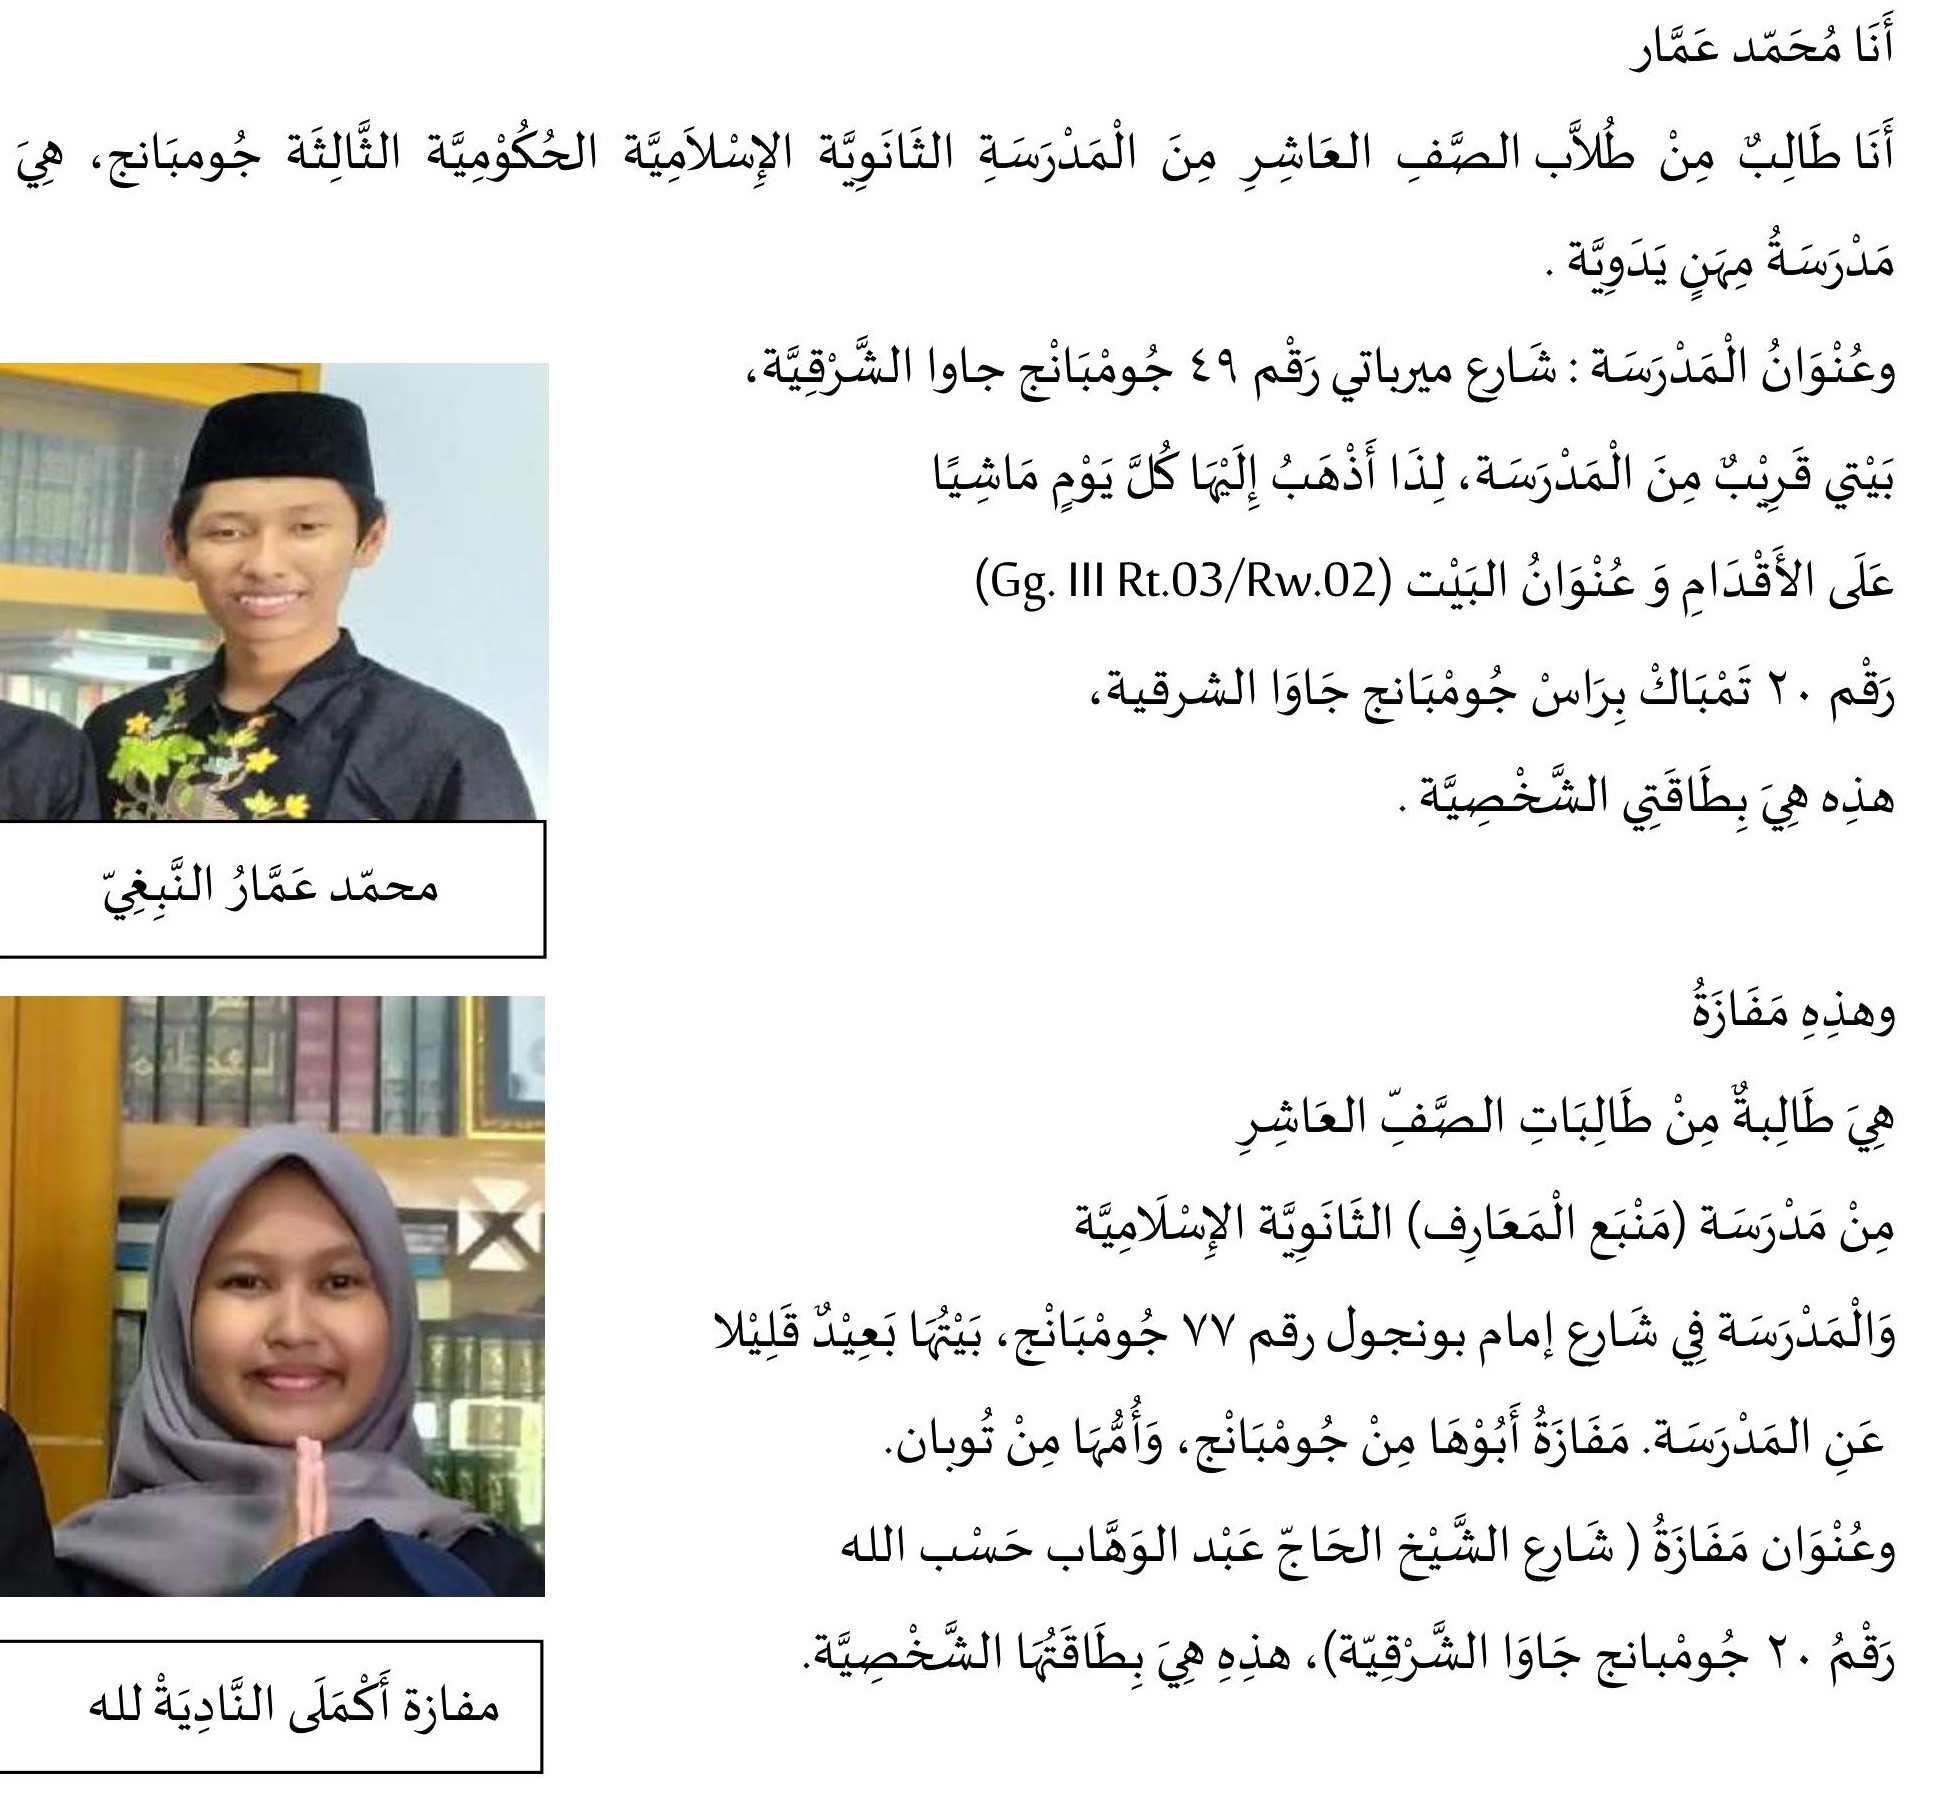 أَنَا مُحَمّد عَمَّار
أَنَا طَالِبٌ مِنْ طُلاَّب الصَّفِ العَاشِرِ مِنَ الْمَدْرَسَةِ الثَانَوِيَّة الإِسْلاَمِيَّة الحُكُوْمِيَّة الثَّالِثَة جُومبَانج، هِيَ
مَدْرَسَةُ مِهَنٍ يَدَوِيَّة .
وعُنْوَانُ الْمَدْرَسَة : شَارِع ميرباتي رَقْم ٤٩ جُومْبَانْج جاوا الشَّرْقِيَّة،
بَيْتي قَرِيْبٌ مِنَ الْمَدْرَسَة، لِذَا أَذْهَبُ إِلَيْهَا كُلَّ يَوْمٍ مَاشِيًا
عَلَى الأَقْدَامِ وَ عُنْوَانُ البَيْت (Gg. III Rt.03/Rw.02)
رَقْم ٢٠ تَمْبَاكْ بِرَاسْ جُومْبَانج جَاوَا الشرقية،
هذِه هِيَ بِطَاقَتِي الشَّخْصِيَّة .
محمّد عَمَّارُ النَّبِغِيّ
وهذِهِ مَفَازَةُ
هِيَ طَالِبةٌ مِنْ طَالِبَاتِ الصَّفِّ العَاشِرِ
مِنْ مَدْرَسَة (مَنْبَع الْمَعَارِف) الثَانَوِيَّة الإِسْلَامِيَّة
وَالْمَدْرَسَة فِي شَارِع إمام بونجول رقم ٧٧ جُومْبَانْج، بَيْتُهَا بَعِيْدٌ قَلِيْلا
عَنِ المَدْرَسَة. مَفَازَةُ أَبُوْهَا مِنْ جُومْبَانْج، وَأُمُّهَا مِنْ تُوبان.
وعُنْوَان مَفَازَةُ ( شَارِع الشَّيْخ الحَاجّ عَبْد الوَهَّاب حَسْب الله
رَقْمُ ٢٠ جُومْبانج جَاوَا الشَّرْقِيّة)، هذِهِ هِيَ بِطَاقَتُهَا الشَّخْصِيَّة.
مفازة أَكْمَلَى النَّادِيَةْ لله